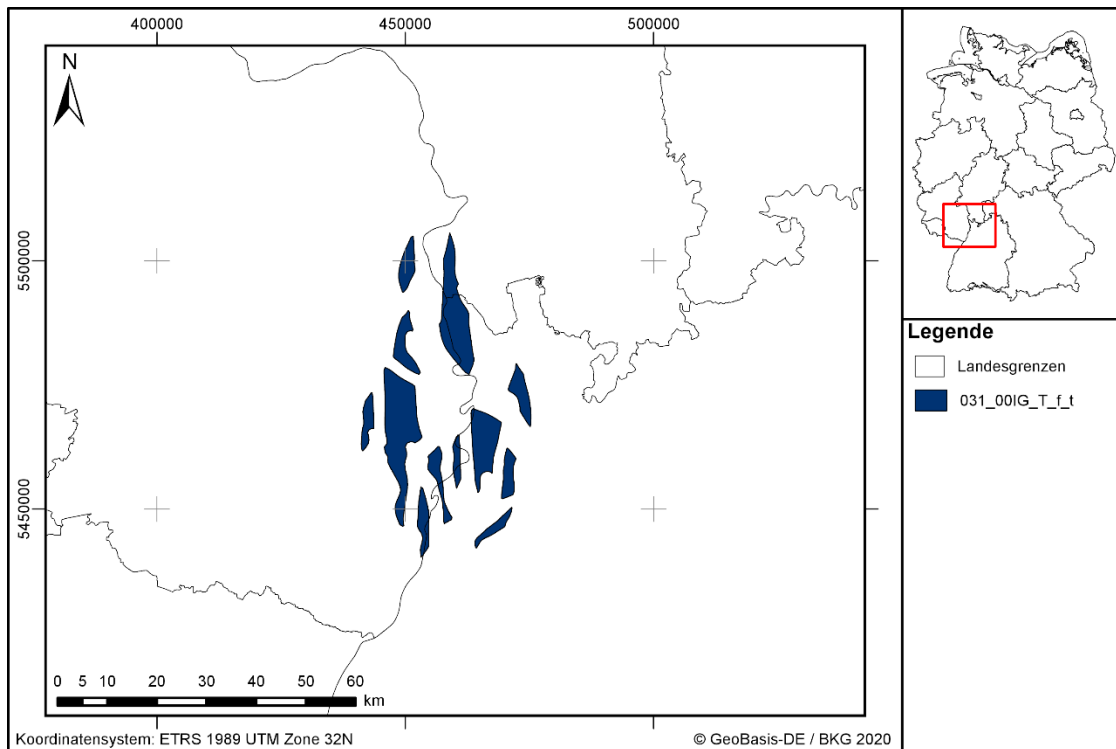 400000 450000 500000
N
5500000
5450000
0 5 10 20 30 40 50 60
km
Koordinatensystem: ETRS 1989 UTM Zone 32N
© GeoBasis-DE / BKG 2020
Legende
Landesgrenzen
031_00IG_T_f_t